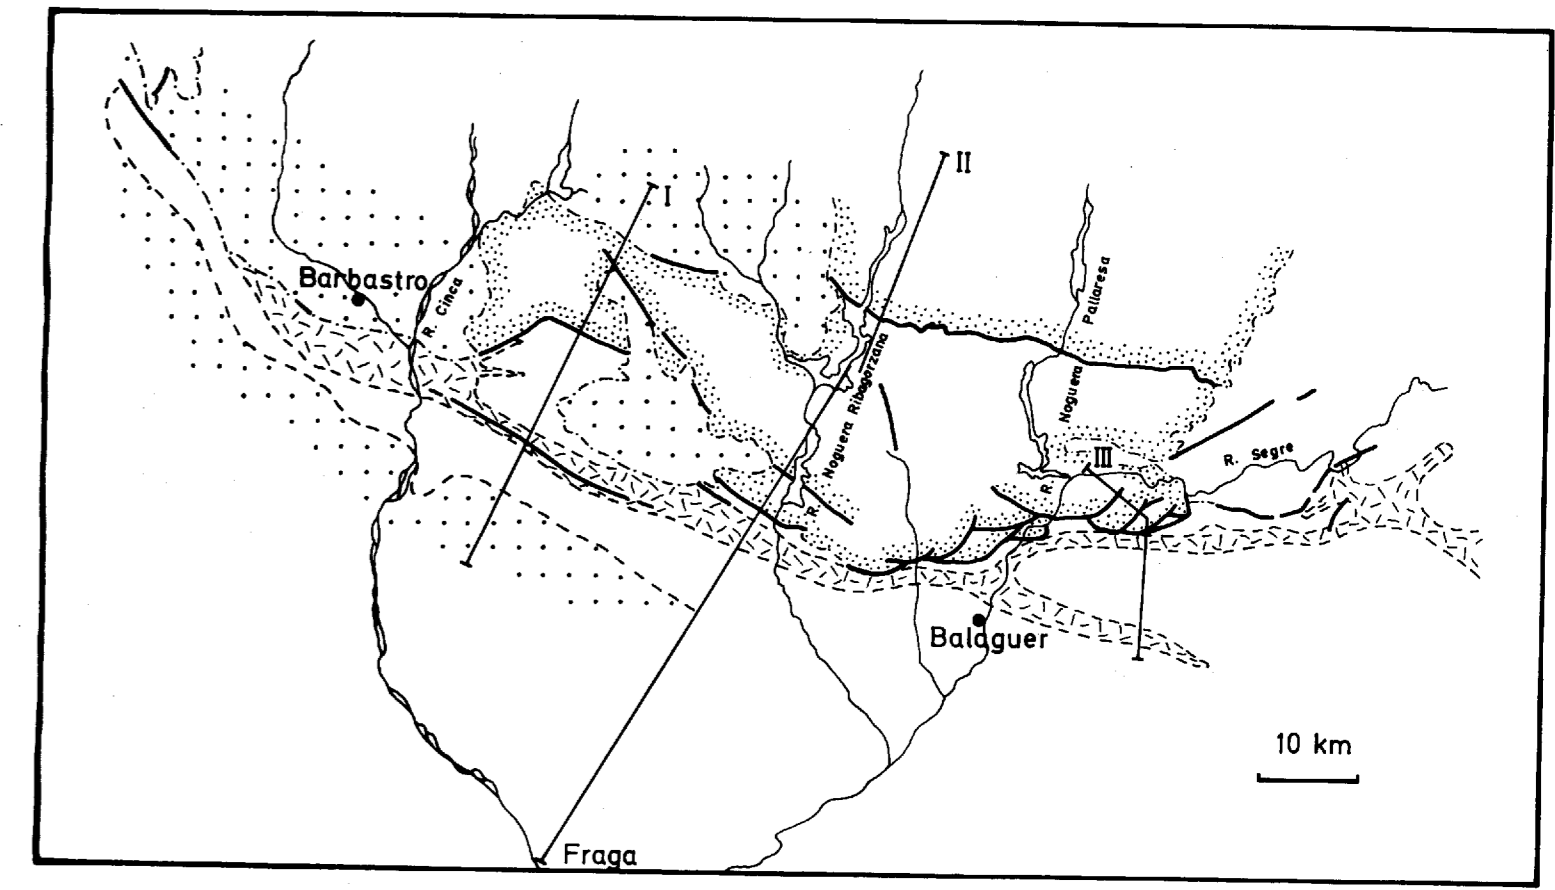 I
II
Barbastro
R. Cinca
Pallaresa
Noguera
R.
Noguera Ribagorzana
R.
III
?
R. Segre
Balaguer
10 km
Fraga